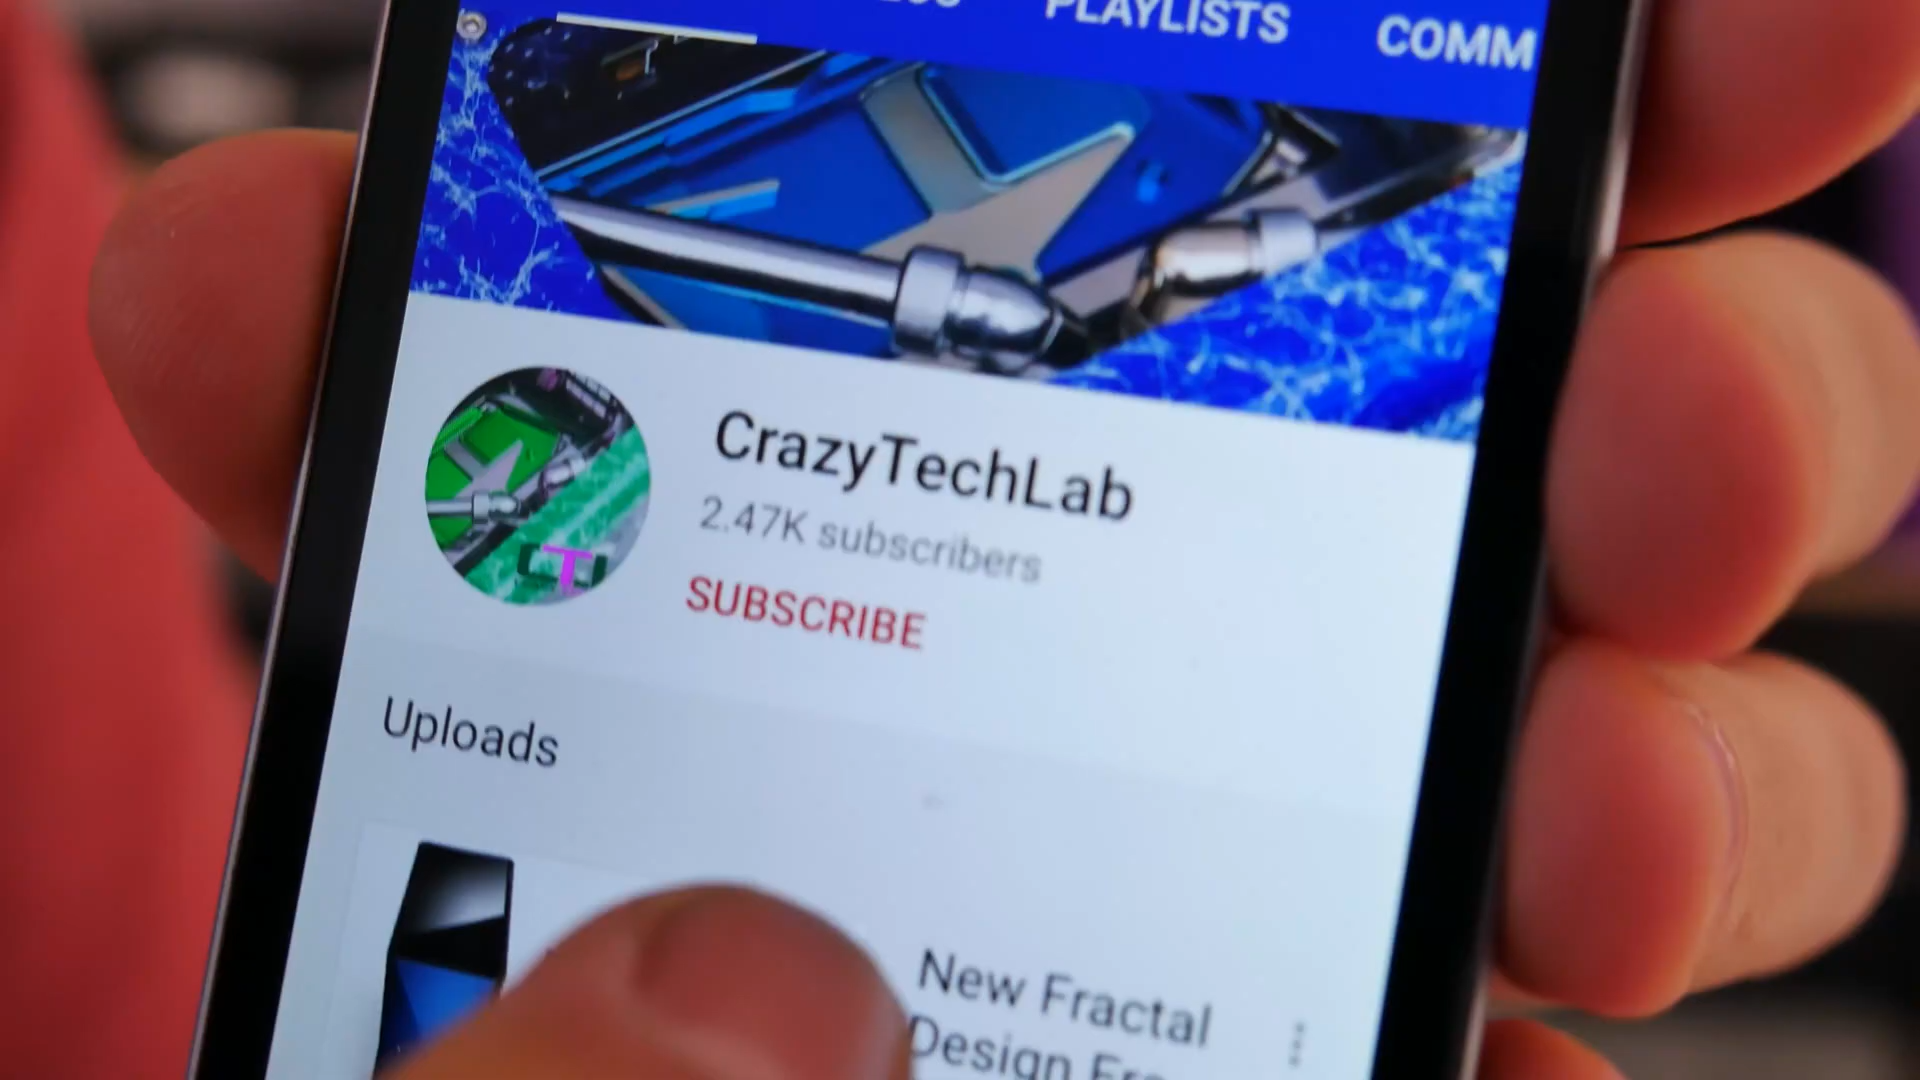 PLAYLISTS COMM
CrazyTechLab
2.47K subscribers
SUBSCRIBE
Uploads
New Fractal
Design